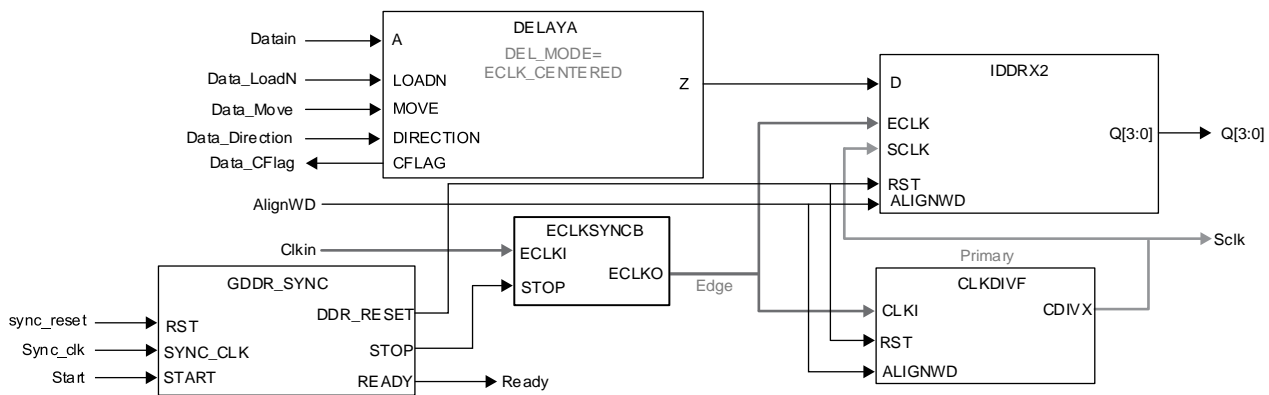 DELAYA
Datain
A
DEL_MODE=
ECLK_CENTERED
Data_LoadN
LOADN
Z
Data_Move
MOVE
Data_Direction
DIRECTION
Data_CFlag
CFLAG
IDDRX2
D
ECLK
SCLK
Q[3:0]
Q[3:0]
RST
ALIGNWD
AlignWD
ECLKSYNCB
Clkin
ECLKI
ECLKO
STOP
Edge
Sclk
Primary
GDDR_SYNC
DDR_RESET
sync_reset
RST
STOP
Sync_clk
SYNC_CLK
Start
START
READY
Ready
CLKDIVF
CLKI
CDIVX
RST
ALIGNWD